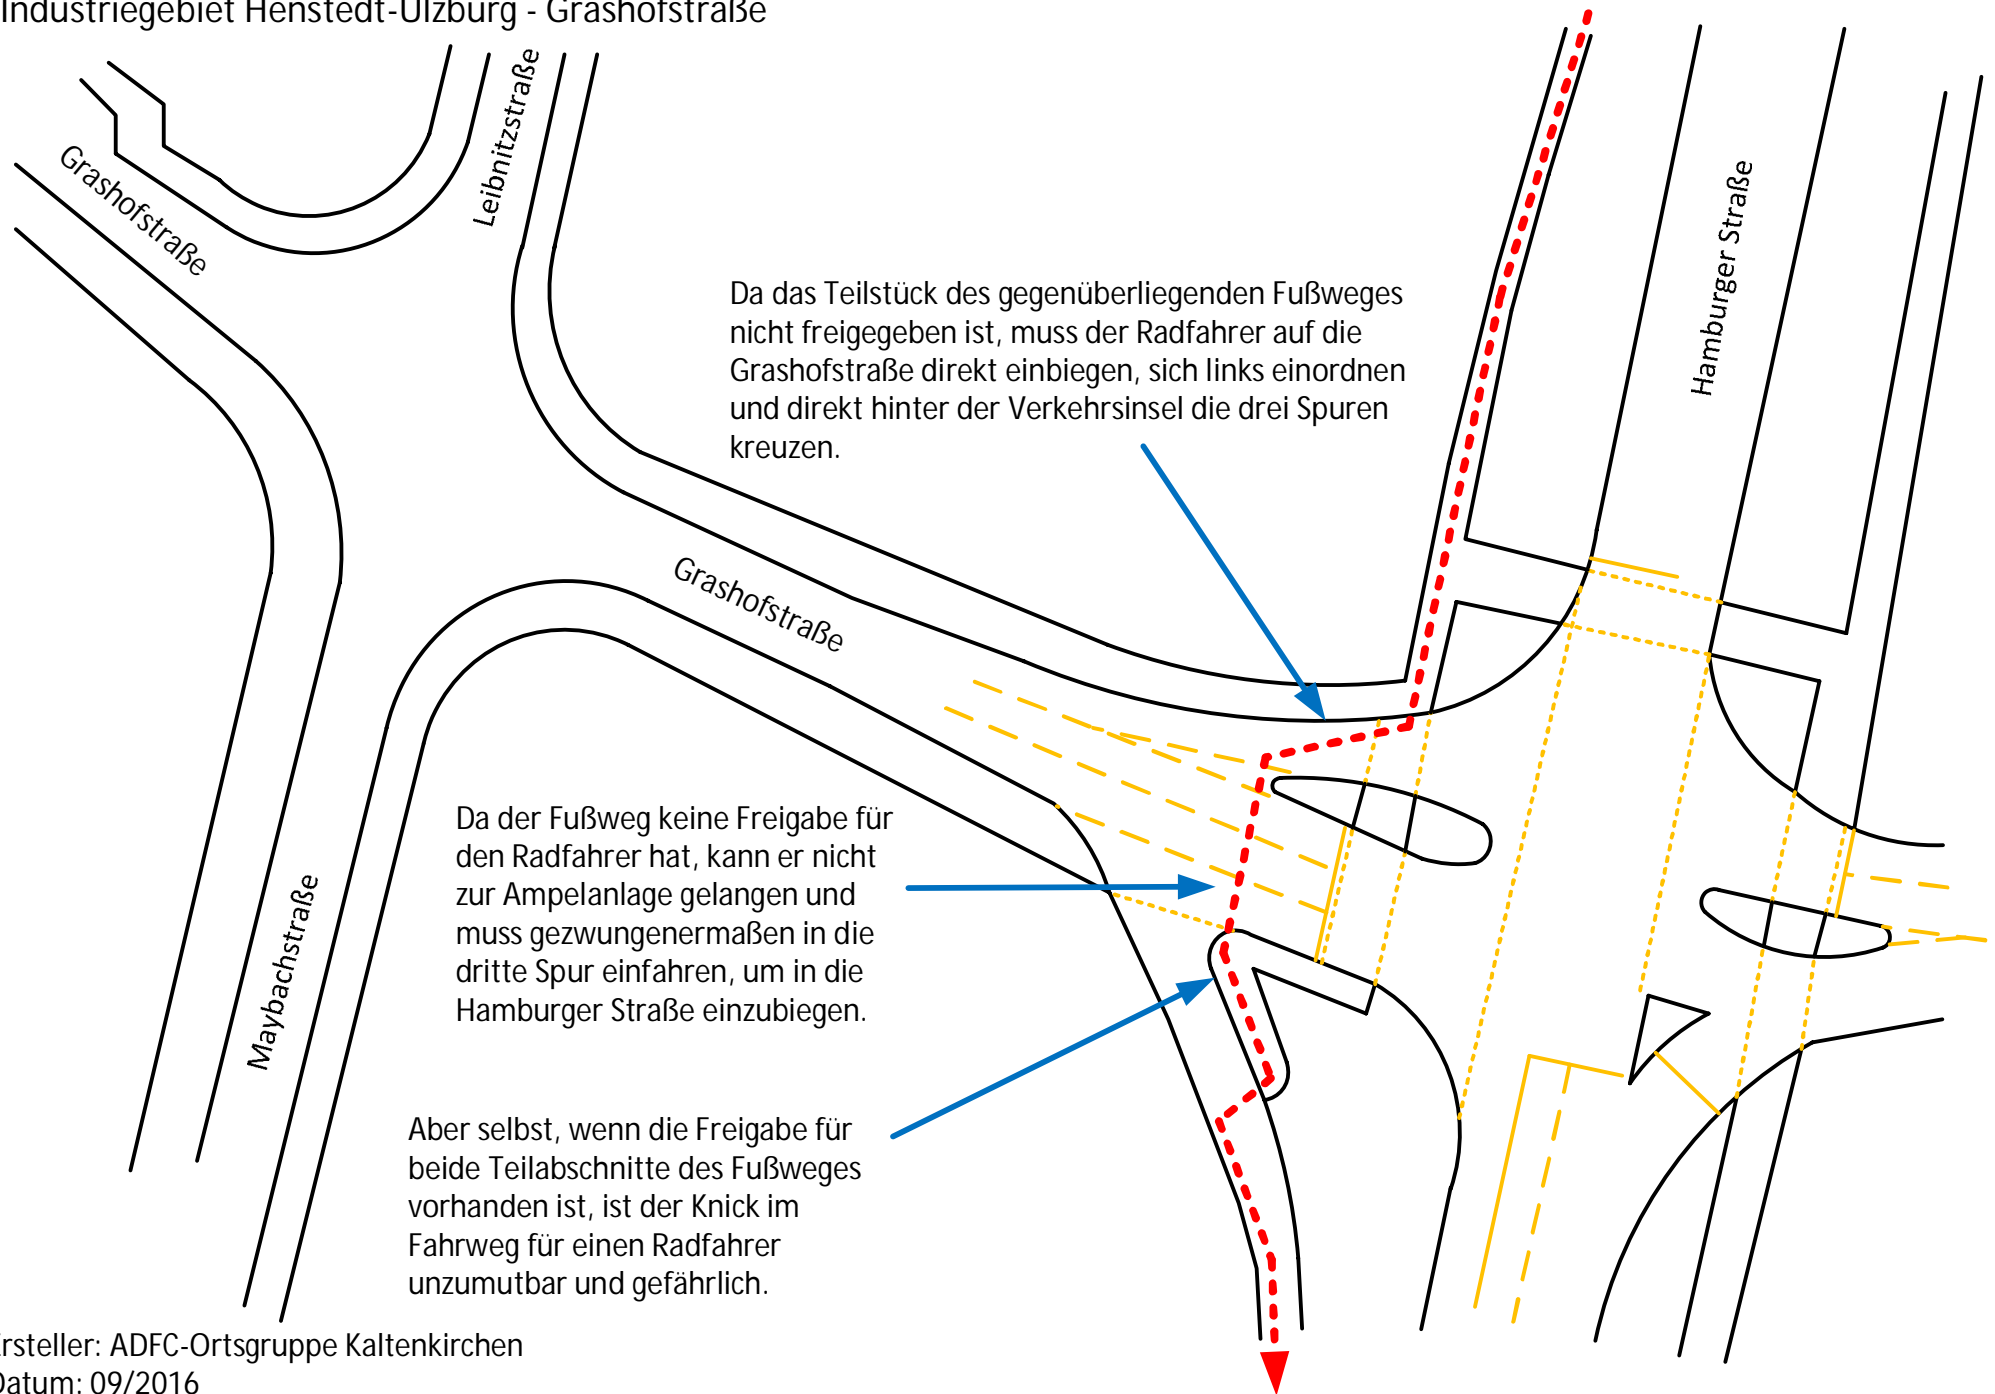 Industriegebiet Henstedt-Ulzburg - Grashofstraße
Leibnitzstraße
Grashofstraße
Hamburger Straße
Da das Teilstück des gegenüberliegenden Fußweges
nicht freigegeben ist, muss der Radfahrer auf die
Grashofstraße direkt einbiegen, sich links einordnen
und direkt hinter der Verkehrsinsel die drei Spuren
kreuzen.
Grashofstraße
Da der Fußweg keine Freigabe für
den Radfahrer hat, kann er nicht
zur Ampelanlage gelangen und
muss gezwungenermaßen in die
dritte Spur einfahren, um in die
Hamburger Straße einzubiegen.
Maybachstraße
Aber selbst, wenn die Freigabe für
beide Teilabschnitte des Fußweges
vorhanden ist, ist der Knick im
Fahrweg für einen Radfahrer
unzumutbar und gefährlich.
Ersteller: ADFC-Ortsgruppe Kaltenkirchen
Datum: 09/2016